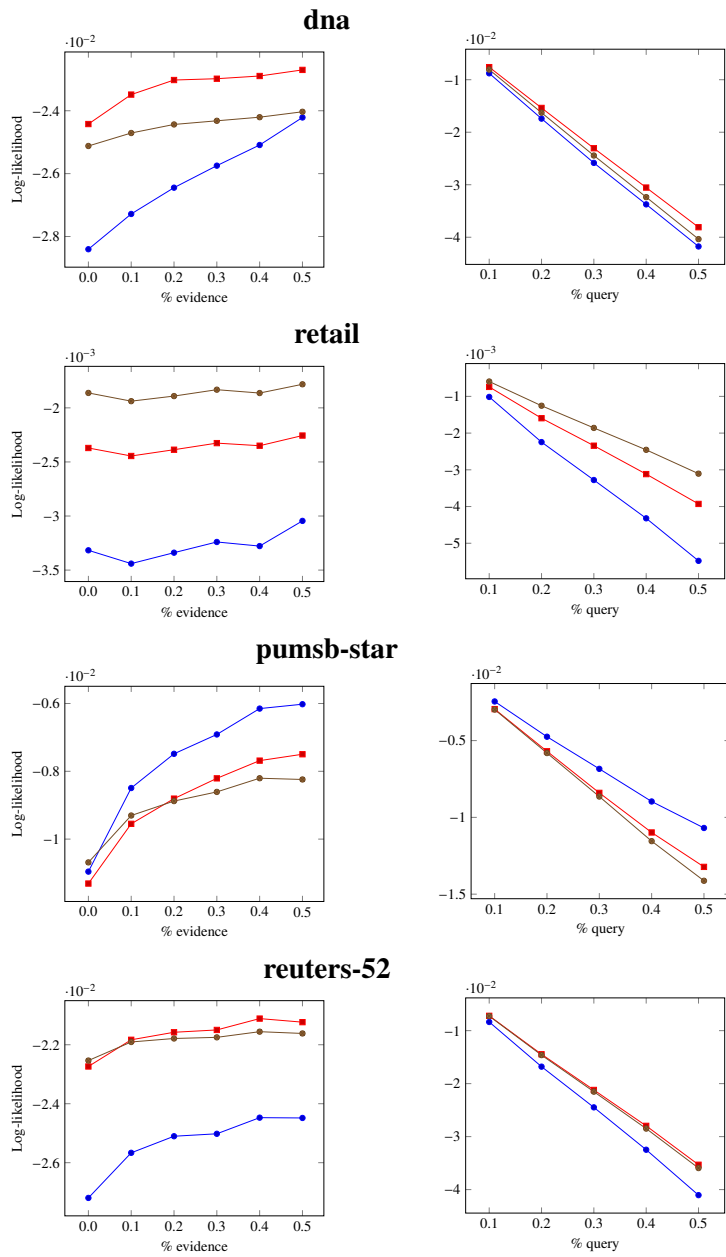 dna
·10⁻²
−2.4
−2.6
−2.8
0.0 0.1 0.2 0.3 0.4 0.5
% evidence
Log-likelihood
·10⁻²
−1
−2
−3
−4
0.1 0.2 0.3 0.4 0.5
% query
retail
·10⁻³
−2
−2.5
−3
−3.5
0.0 0.1 0.2 0.3 0.4 0.5
% evidence
Log-likelihood
·10⁻³
−1
−2
−3
−4
−5
0.1 0.2 0.3 0.4 0.5
% query
pumsb-star
·10⁻²
−0.6
−0.8
−1
0.0 0.1 0.2 0.3 0.4 0.5
% evidence
Log-likelihood
·10⁻²
−0.5
−1
−1.5
0.1 0.2 0.3 0.4 0.5
% query
reuters-52
·10⁻²
−2.2
−2.4
−2.6
0.0 0.1 0.2 0.3 0.4 0.5
% evidence
Log-likelihood
·10⁻²
−1
−2
−3
−4
0.1 0.2 0.3 0.4 0.5
% query